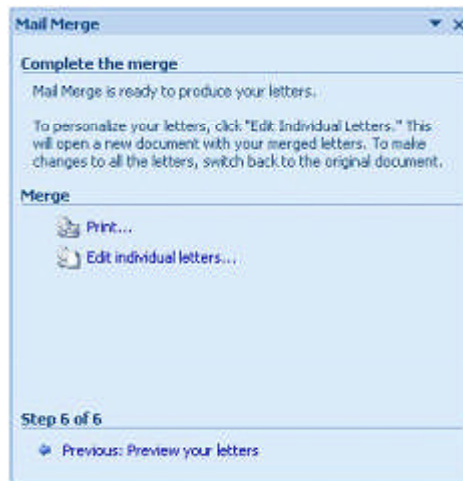 Mail Merge
Complete the merge
Mail Merge is ready to produce your letters.
To personalize your letters, click "Edit Individual Letters." This
will open a new document with your merged letters. To make
changes to all the letters, switch back to the original document.
Merge
Print...
Edit individual letters...
Step 6 of 6
Previous: Preview your letters